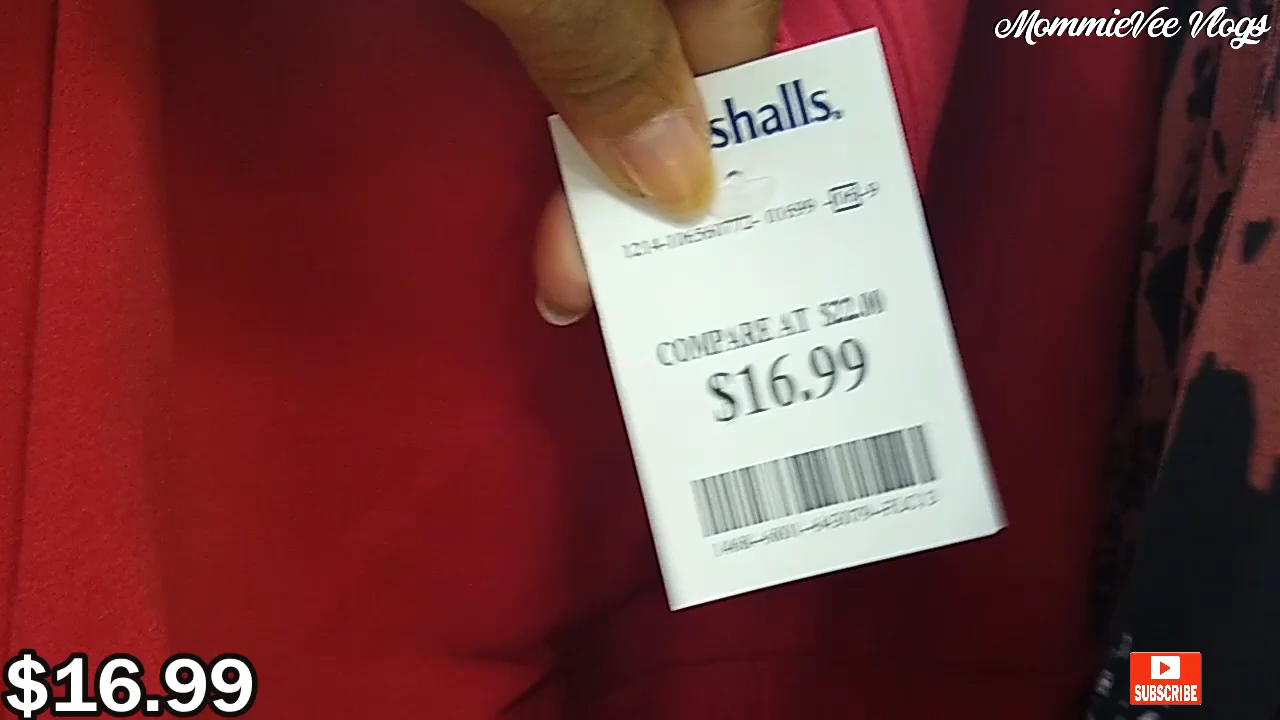 MommieVee Vlogs
shalls.
COMPARE AT $22.00
$16.99
$16.99
SUBSCRIBE